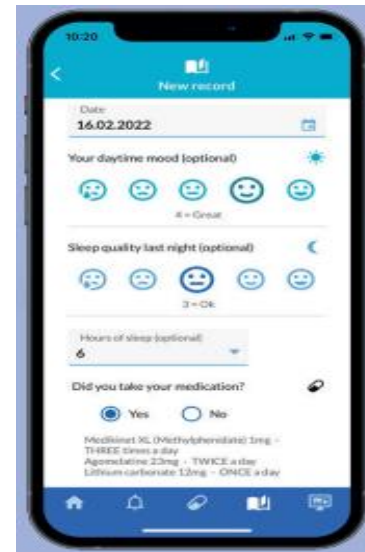 10:20
New record
Date
16.02.2022
Your daytime mood (optional)
4 = Great
Sleep quality last night (optional)
3 = Ok
Hours of sleep (optional)
6
Did you take your medication?
Yes No
Medikinet XL (Methylphenidate) 1mg -
THREE times a day
Agomelatine 23mg - TWICE a day
Lithium carbonate 12mg - ONCE a day